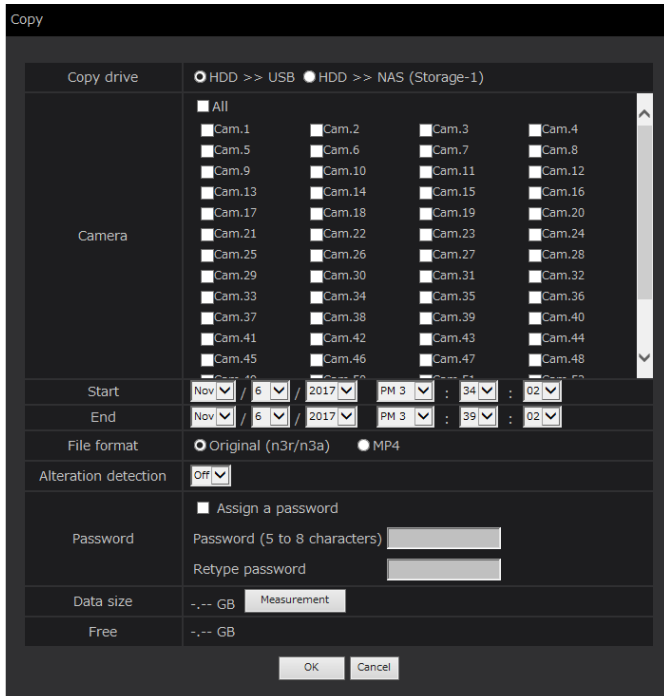 Copy
Copy drive HDD >> USB HDD >> NAS (Storage-1)
All
Cam.1 Cam.2 Cam.3 Cam.4
Cam.5 Cam.6 Cam.7 Cam.8
Cam.9 Cam.10 Cam.11 Cam.12
Cam.13 Cam.14 Cam.15 Cam.16
Cam.17 Cam.18 Cam.19 Cam.20
Camera Cam.21 Cam.22 Cam.23 Cam.24
Cam.25 Cam.26 Cam.27 Cam.28
Cam.29 Cam.30 Cam.31 Cam.32
Cam.33 Cam.34 Cam.35 Cam.36
Cam.37 Cam.38 Cam.39 Cam.40
Cam.41 Cam.42 Cam.43 Cam.44
Cam.45 Cam.46 Cam.47 Cam.48
Start Nov / 6 / 2017 PM 3 : 34 : 02
End Nov / 6 / 2017 PM 3 : 39 : 02
File format Original (n3r/n3a) MP4
Alteration detection Off
Assign a password
Password Password (5 to 8 characters)
Retype password
Data size -.-- GB Measurement
Free -.-- GB
OK Cancel